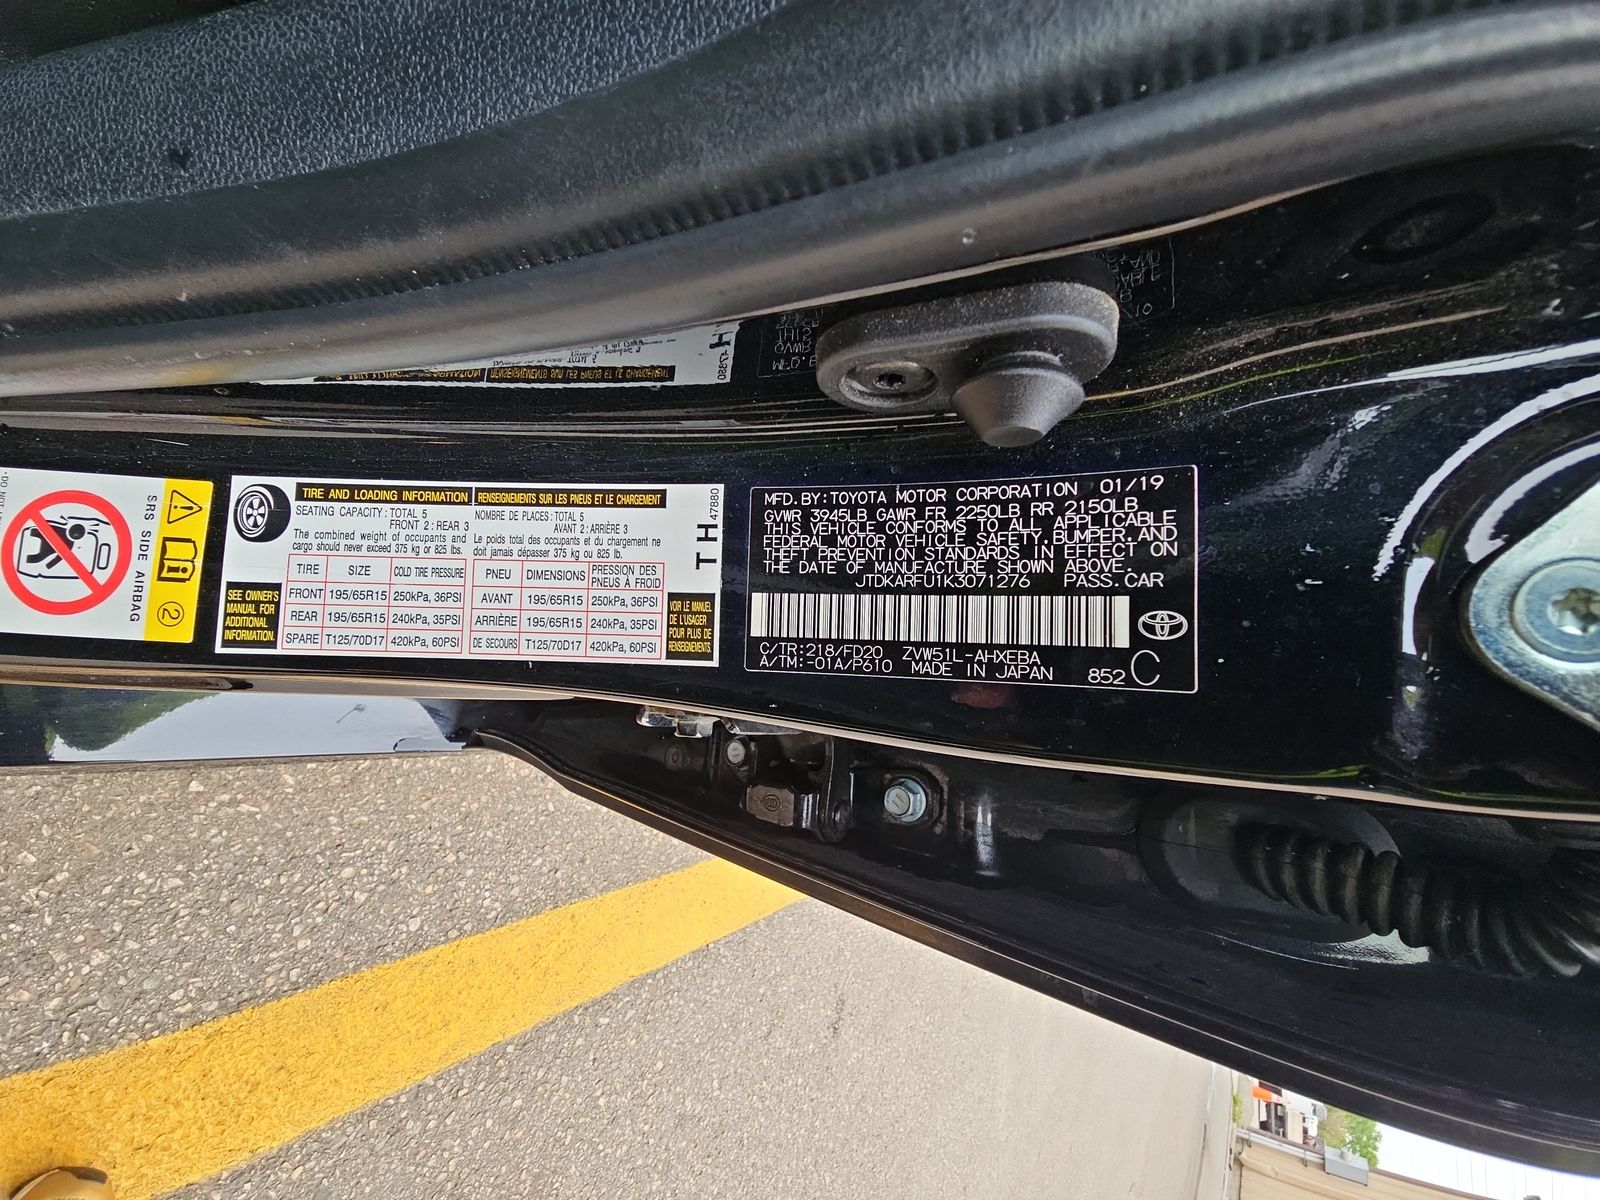 SRS SIDE AIRBAG
TIRE AND LOADING INFORMATION
SEATING CAPACITY: TOTAL 5
FRONT 2: REAR 3
The combined weight of occupants and
cargo should never exceed 375 kg or 825 lbs.
RENSEIGNEMENTS SUR LES PNEUS ET LE CHARGEMENT
NOMBRE DE PLACES: TOTAL 5
AVANT 2: ARRIÈRE 3
Le poids total des occupants et du chargement ne
doit jamais dépasser 375 kg ou 825 lb.
SEE OWNER'S
MANUAL FOR
ADDITIONAL
INFORMATION.
TIRE SIZE COLD TIRE PRESSURE
FRONT 195/65R15 250kPa, 36PSI
REAR 195/65R15 240kPa, 35PSI
SPARE T125/70D17 420kPa, 60PSI
PNEU DIMENSIONS PRESSION DES
PNEUS À FROID
AVANT 195/65R15 250kPa, 36PSI
ARRIÈRE 195/65R15 240kPa, 35PSI
DE SECOURS T125/70D17 420kPa, 60PSI
VOIR LE MANUEL
DE L'USAGER
POUR PLUS DE
RENSEIGNEMENTS.
TH
47880
MFD. BY: TOYOTA MOTOR CORPORATION 01/19
GVWR 3945LB GAWR FR 2250LB RR 2150LB
THIS VEHICLE CONFORMS TO ALL APPLICABLE
FEDERAL MOTOR VEHICLE SAFETY, BUMPER, AND
THEFT PREVENTION STANDARDS IN EFFECT ON
THE DATE OF MANUFACTURE SHOWN ABOVE.
JTDKARFU1K3071276 PASS. CAR
C/TR: 218/FD20 ZVW51L-AHXEBA
A/TM: -01A/P610 MADE IN JAPAN 852 C